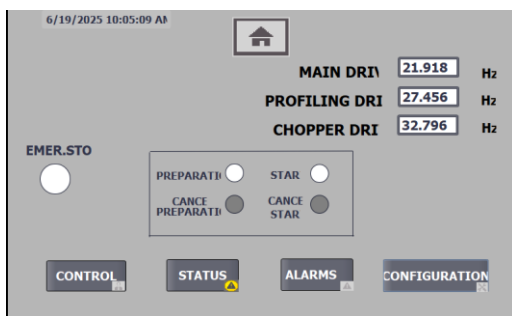 6/19/2025 10:05:09 AM
MAIN DRIV 21.918 Hz
PROFILING DRI 27.456 Hz
CHOPPER DRI 32.796 Hz
EMER.STO
PREPARATI STAR
CANCE CANCE
PREPARATI STAR
CONTROL STATUS ALARMS CONFIGURATION